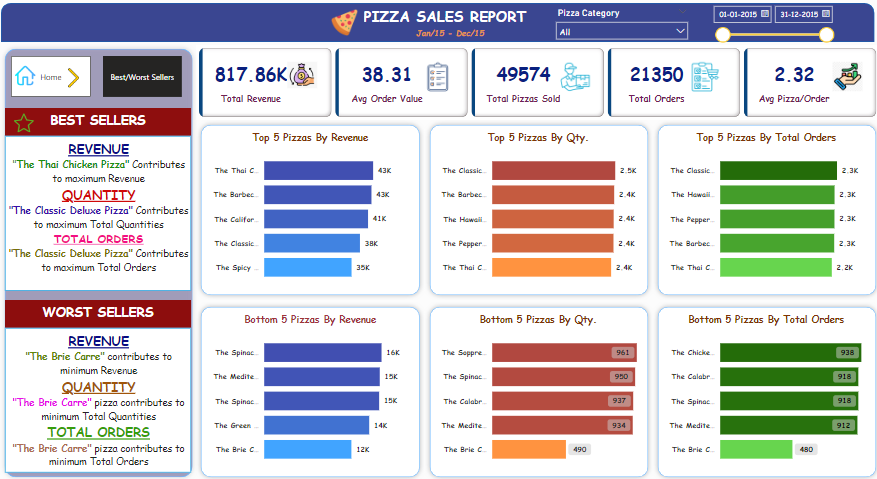 PIZZA SALES REPORT
Jan/15 - Dec/15
Pizza Category
All
01-01-2015
31-12-2015
Home
Best/Worst Sellers
817.86K
Total Revenue
38.31
Avg Order Value
49574
Total Pizzas Sold
21350
Total Orders
2.32
Avg Pizza/Order
BEST SELLERS
REVENUE
"The Thai Chicken Pizza" Contributes
to maximum Revenue
QUANTITY
"The Classic Deluxe Pizza" Contributes
to maximum Total Quantities
TOTAL ORDERS
"The Classic Deluxe Pizza" Contributes
to maximum Total Orders
WORST SELLERS
REVENUE
"The Brie Carre" contributes to
minimum Revenue
QUANTITY
"The Brie Carre" pizza contributes to
minimum Total Quantities
TOTAL ORDERS
"The Brie Carre" pizza contributes to
minimum Total Orders
Top 5 Pizzas By Revenue
The Thai C... 43K
The Barbec... 43K
The Califor... 41K
The Classic... 38K
The Spicy ... 35K
Top 5 Pizzas By Qty.
The Classic... 2.5K
The Barbec... 2.4K
The Hawaii... 2.4K
The Pepper... 2.4K
The Thai C... 2.4K
Top 5 Pizzas By Total Orders
The Classic... 2.3K
The Hawaii... 2.3K
The Pepper... 2.3K
The Barbec... 2.3K
The Thai C... 2.2K
Bottom 5 Pizzas By Revenue
The Spinac... 16K
The Medite... 15K
The Spinac... 15K
The Green ... 14K
The Brie C... 12K
Bottom 5 Pizzas By Qty.
The Soppre... 961
The Spinac... 950
The Calabr... 937
The Medite... 934
The Brie C... 490
Bottom 5 Pizzas By Total Orders
The Chicke... 938
The Calabr... 918
The Spinac... 918
The Medite... 912
The Brie C... 480